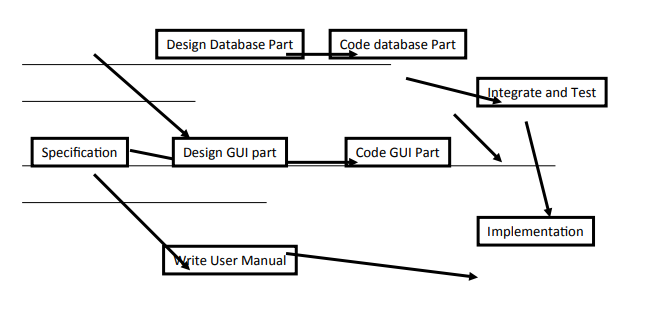 Design Database Part
Code database Part
Integrate and Test
Specification
Design GUI part
Code GUI Part
Implementation
Write User Manual